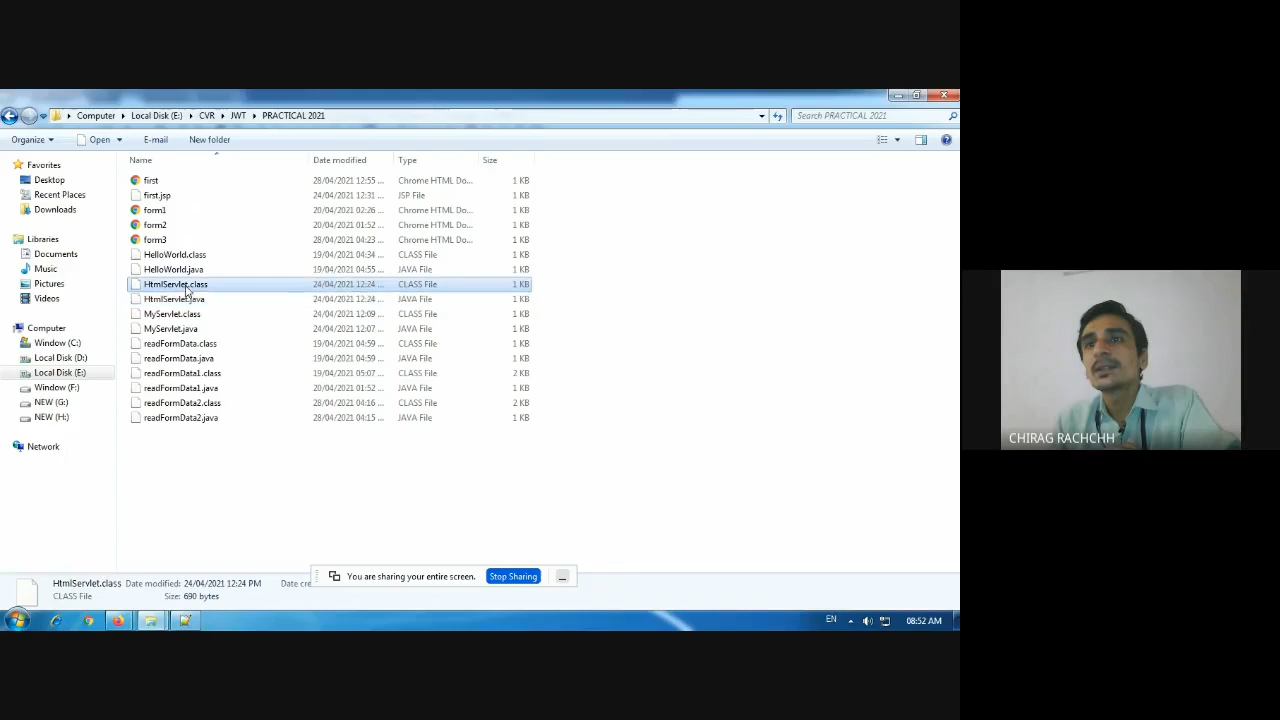 Computer ▸ Local Disk (E:) ▸ CVR ▸ JWT ▸ PRACTICAL 2021
Search PRACTICAL 2021
Organize Open E-mail New folder
Name Date modified Type Size
Favorites
Desktop
Recent Places
Downloads
Libraries
Documents
Music
Pictures
Videos
Computer
Window (C:)
Local Disk (D:)
Local Disk (E:)
Window (F:)
NEW (G:)
NEW (H:)
Network
first 28/04/2021 12:55 ... Chrome HTML Do... 1 KB
first.jsp 24/04/2021 12:31 ... JSP File 1 KB
form1 20/04/2021 02:26 ... Chrome HTML Do... 1 KB
form2 20/04/2021 01:52 ... Chrome HTML Do... 1 KB
form3 28/04/2021 04:23 ... Chrome HTML Do... 1 KB
HelloWorld.class 19/04/2021 04:34 ... CLASS File 1 KB
HelloWorld.java 19/04/2021 04:55 ... JAVA File 1 KB
HtmlServlet.class 24/04/2021 12:24 ... CLASS File 1 KB
HtmlServlet.java 24/04/2021 12:24 ... JAVA File 1 KB
MyServlet.class 24/04/2021 12:09 ... CLASS File 1 KB
MyServlet.java 24/04/2021 12:07 ... JAVA File 1 KB
readFormData.class 19/04/2021 04:59 ... CLASS File 1 KB
readFormData.java 19/04/2021 04:59 ... JAVA File 1 KB
readFormData1.class 19/04/2021 05:07 ... CLASS File 2 KB
readFormData1.java 20/04/2021 01:52 ... JAVA File 1 KB
readFormData2.class 28/04/2021 04:16 ... CLASS File 2 KB
readFormData2.java 28/04/2021 04:15 ... JAVA File 1 KB
HtmlServlet.class Date modified: 24/04/2021 12:24 PM Date cre
CLASS File Size: 690 bytes
You are sharing your entire screen. Stop Sharing
EN 08:52 AM
CHIRAG RACHCHH